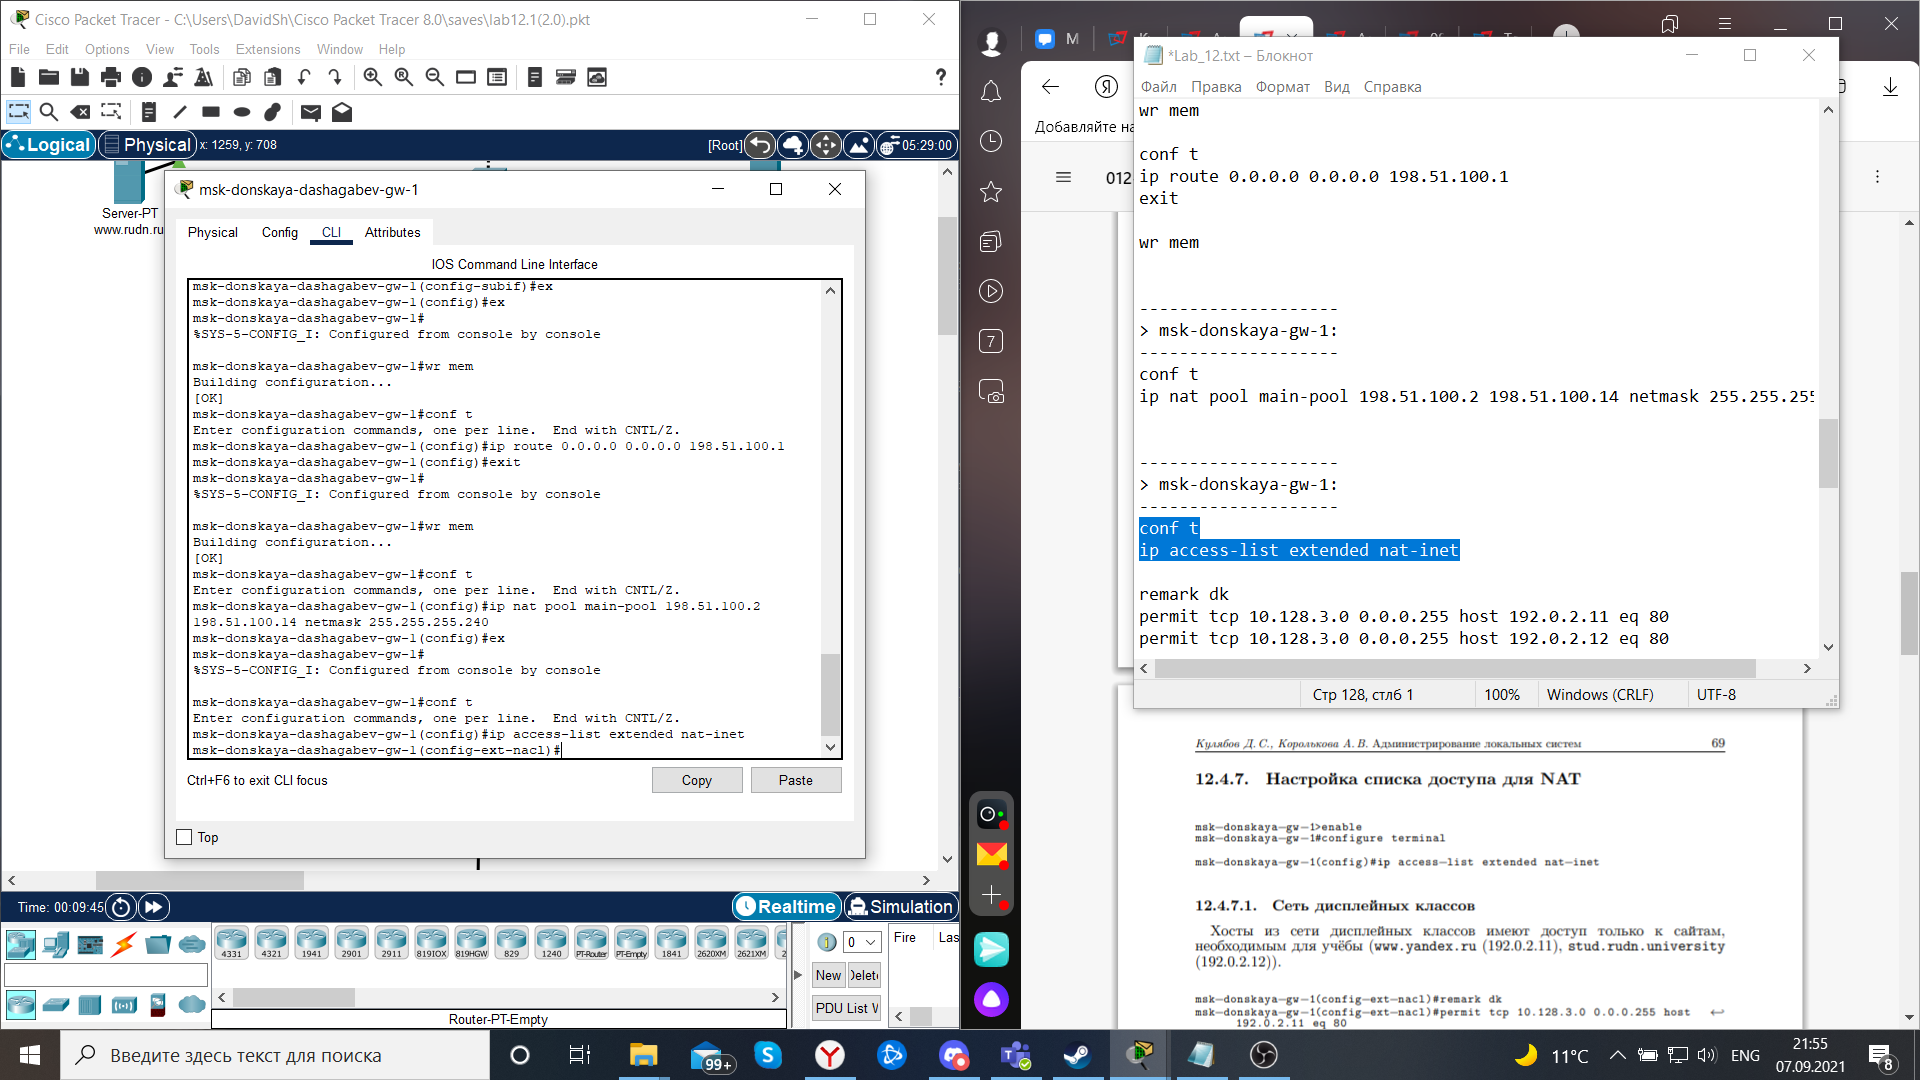 Cisco Packet Tracer - C:\Users\DavidSh\Cisco Packet Tracer 8.0\saves\lab12.1(2.0).pkt
File Edit Options View Tools Extensions Window Help
?
Logical Physical x: 1259, y: 708 [Root] 05:29:00
Server-PT
www.rudn.ru
msk-donskaya-dashagabev-gw-1
Physical Config CLI Attributes
IOS Command Line Interface
msk-donskaya-dashagabev-gw-1(config-subif)#ex
msk-donskaya-dashagabev-gw-1(config)#ex
msk-donskaya-dashagabev-gw-1#
%SYS-5-CONFIG_I: Configured from console by console
msk-donskaya-dashagabev-gw-1#wr mem
Building configuration...
[OK]
msk-donskaya-dashagabev-gw-1#conf t
Enter configuration commands, one per line.  End with CNTL/Z.
msk-donskaya-dashagabev-gw-1(config)#ip route 0.0.0.0 0.0.0.0 198.51.100.1
msk-donskaya-dashagabev-gw-1(config)#exit
msk-donskaya-dashagabev-gw-1#
%SYS-5-CONFIG_I: Configured from console by console
msk-donskaya-dashagabev-gw-1#wr mem
Building configuration...
[OK]
msk-donskaya-dashagabev-gw-1#conf t
Enter configuration commands, one per line.  End with CNTL/Z.
msk-donskaya-dashagabev-gw-1(config)#ip nat pool main-pool 198.51.100.2
198.51.100.14 netmask 255.255.255.240
msk-donskaya-dashagabev-gw-1(config)#ex
msk-donskaya-dashagabev-gw-1#
%SYS-5-CONFIG_I: Configured from console by console
msk-donskaya-dashagabev-gw-1#conf t
Enter configuration commands, one per line.  End with CNTL/Z.
msk-donskaya-dashagabev-gw-1(config)#ip access-list extended nat-inet
msk-donskaya-dashagabev-gw-1(config-ext-nacl)#
Ctrl+F6 to exit CLI focus
Copy Paste
Top
Time: 00:09:45 Realtime Simulation
4331 4321 1941 2901 2911 819IOX 819HGW 829 1240 PT-Router PT-Empty 1841 2620XM 2621XM
Router-PT-Empty
0
New Delete
PDU List W
Fire Las
M
7
Добавляйте на
012
*Lab_12.txt – Блокнот
Файл Правка Формат Вид Справка
wr mem
conf t
ip route 0.0.0.0 0.0.0.0 198.51.100.1
exit
wr mem
--------------------
> msk-donskaya-gw-1:
--------------------
conf t
ip nat pool main-pool 198.51.100.2 198.51.100.14 netmask 255.255.255
--------------------
> msk-donskaya-gw-1:
--------------------
conf t
ip access-list extended nat-inet
remark dk
permit tcp 10.128.3.0 0.0.0.255 host 192.0.2.11 eq 80
permit tcp 10.128.3.0 0.0.0.255 host 192.0.2.12 eq 80
Стр 128, стлб 1 100% Windows (CRLF) UTF-8
Кулябов Д. С., Королькова А. В. Администрирование локальных систем 69
12.4.7. Настройка списка доступа для NAT
msk-donskaya-gw-1>enable
msk-donskaya-gw-1#configure terminal
msk-donskaya-gw-1(config)#ip access-list extended nat-inet
12.4.7.1. Сеть дисплейных классов
Хосты из сети дисплейных классов имеют доступ только к сайтам,
необходимым для учёбы (www.yandex.ru (192.0.2.11), stud.rudn.university
(192.0.2.12)).
msk-donskaya-gw-1(config-ext-nacl)#remark dk
msk-donskaya-gw-1(config-ext-nacl)#permit tcp 10.128.3.0 0.0.0.255 host
192.0.2.11 eq 80
Введите здесь текст для поиска
99+
11°C
ENG
21:55
07.09.2021
8